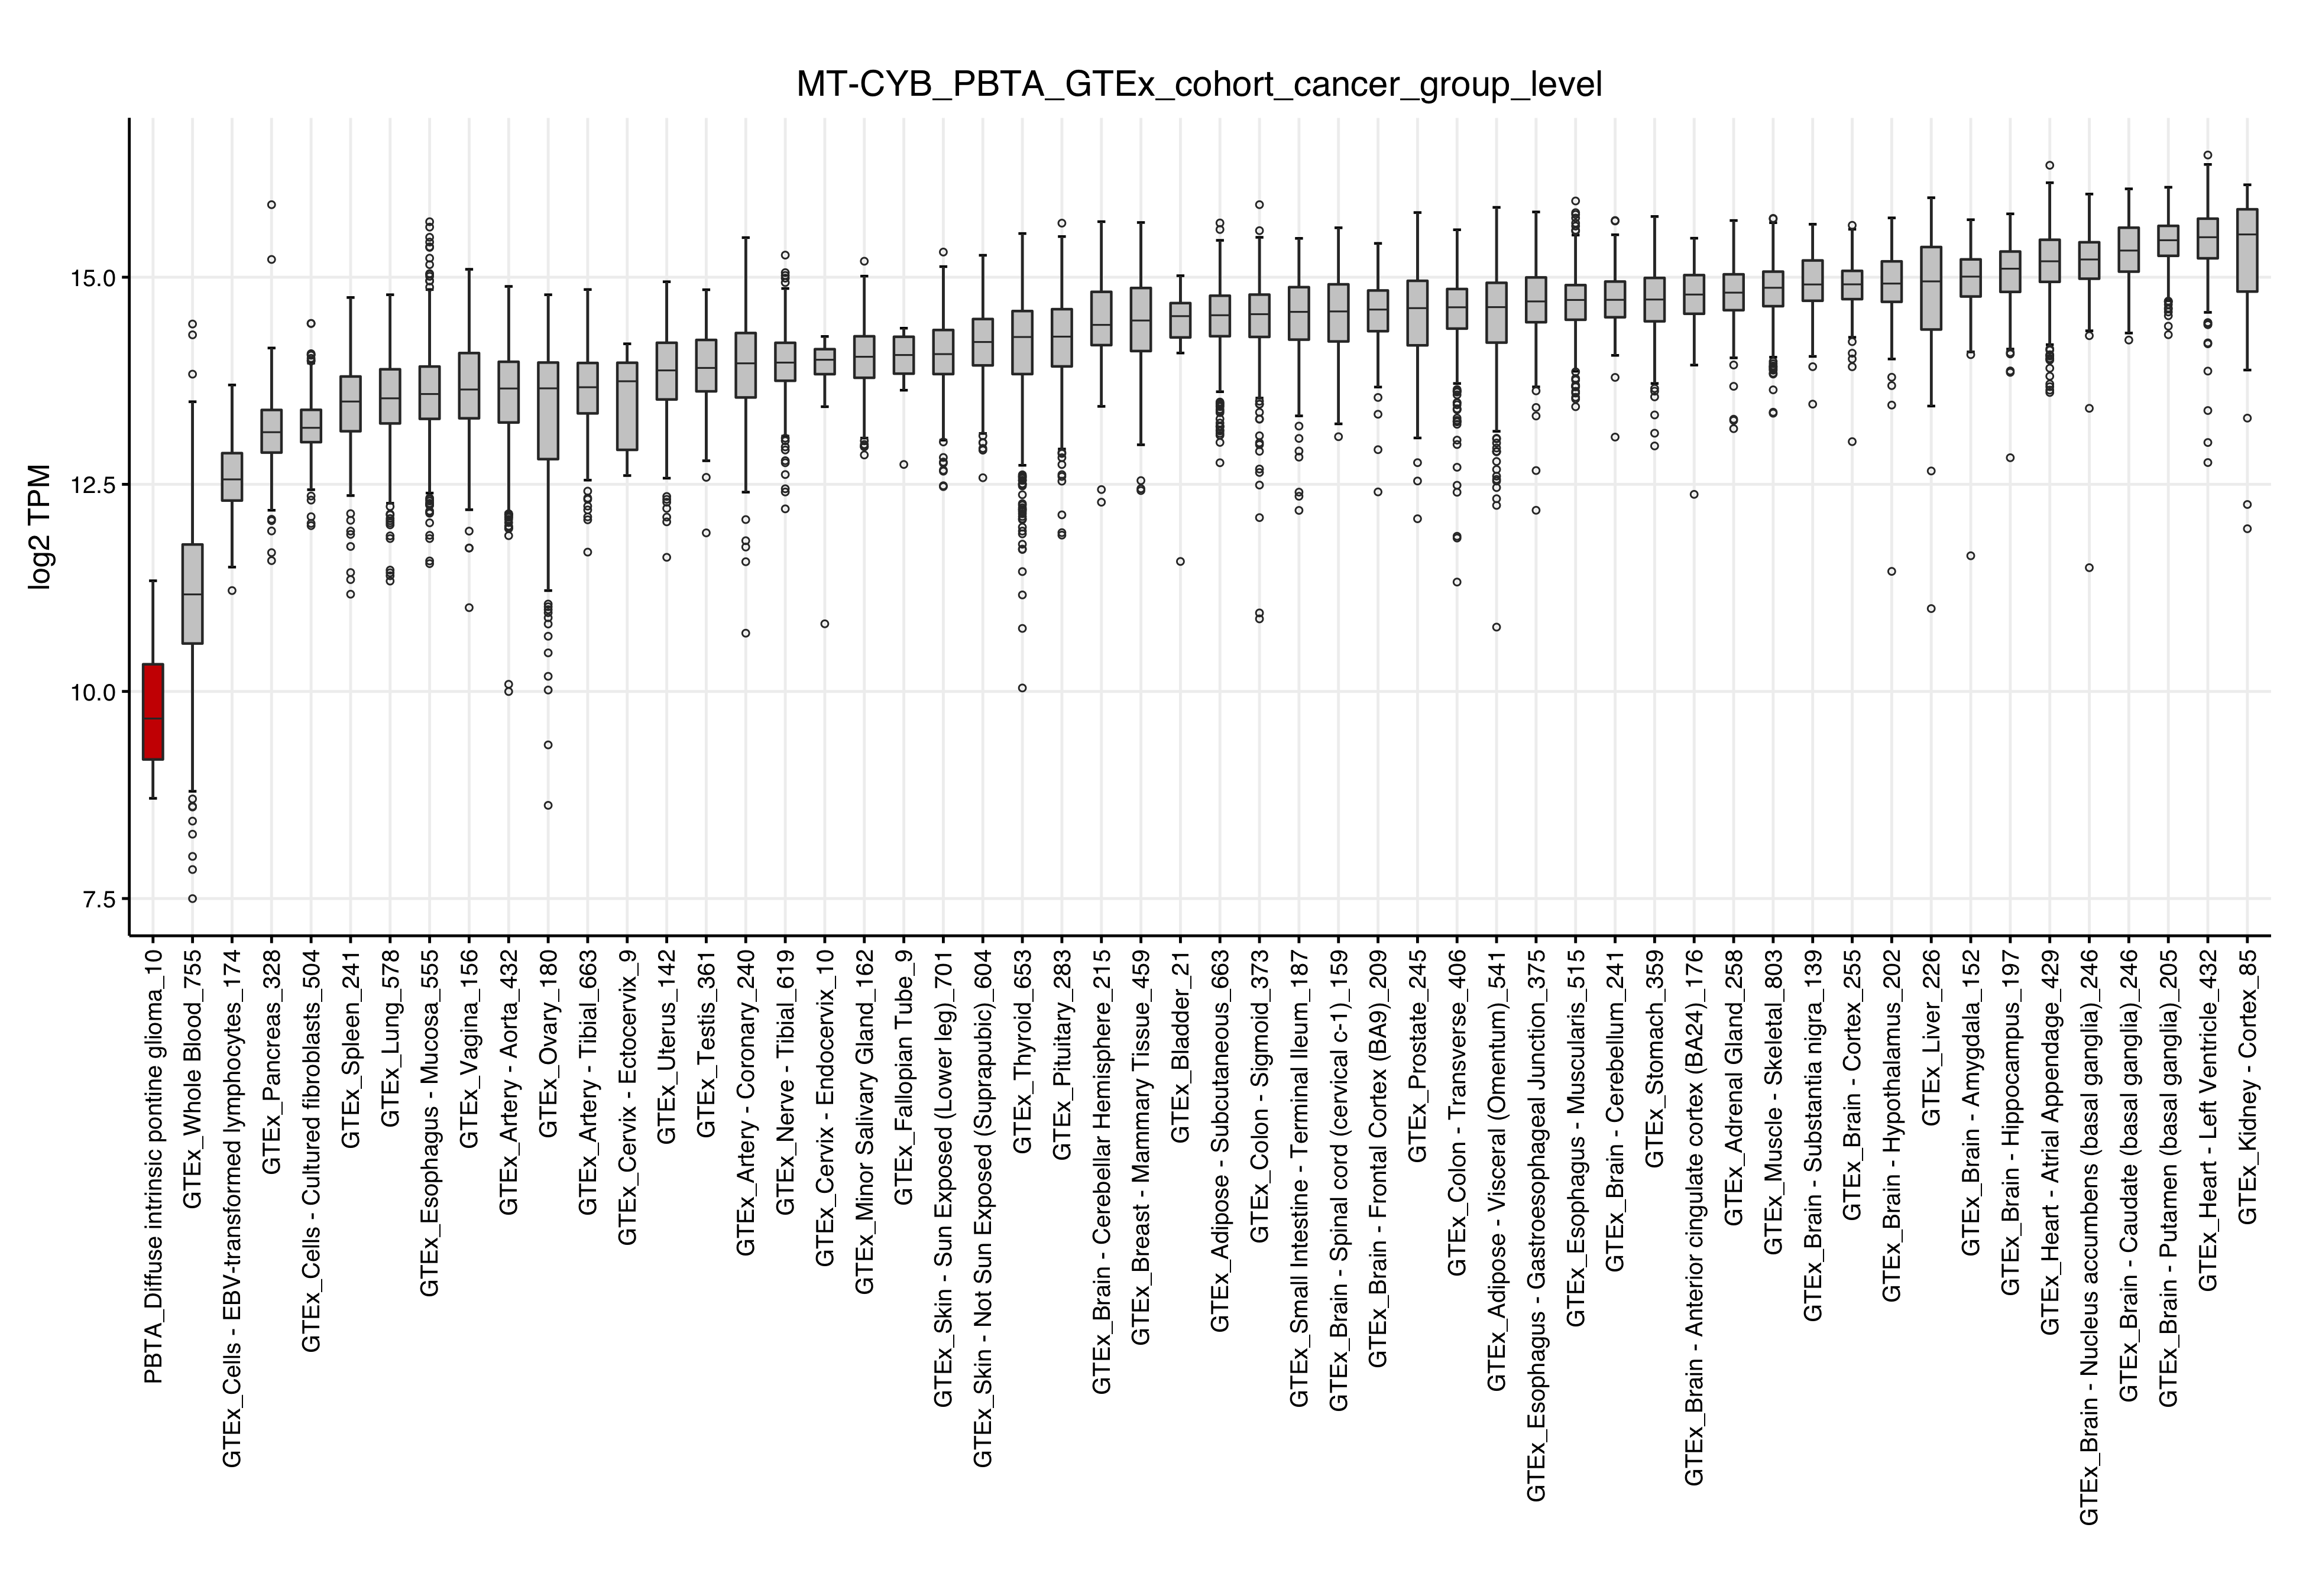 MT-CYB_PBTA_GTEx_cohort_cancer_group_level
log2 TPM
15.0
12.5
10.0
7.5
PBTA_Diffuse intrinsic pontine glioma_10
GTEx_Whole Blood_755
GTEx_Cells - EBV-transformed lymphocytes_174
GTEx_Pancreas_328
GTEx_Cells - Cultured fibroblasts_504
GTEx_Spleen_241
GTEx_Lung_578
GTEx_Esophagus - Mucosa_555
GTEx_Vagina_156
GTEx_Artery - Aorta_432
GTEx_Ovary_180
GTEx_Artery - Tibial_663
GTEx_Cervix - Ectocervix_9
GTEx_Uterus_142
GTEx_Testis_361
GTEx_Artery - Coronary_240
GTEx_Nerve - Tibial_619
GTEx_Cervix - Endocervix_10
GTEx_Minor Salivary Gland_162
GTEx_Fallopian Tube_9
GTEx_Skin - Sun Exposed (Lower leg)_701
GTEx_Skin - Not Sun Exposed (Suprapubic)_604
GTEx_Thyroid_653
GTEx_Pituitary_283
GTEx_Brain - Cerebellar Hemisphere_215
GTEx_Breast - Mammary Tissue_459
GTEx_Bladder_21
GTEx_Adipose - Subcutaneous_663
GTEx_Colon - Sigmoid_373
GTEx_Small Intestine - Terminal Ileum_187
GTEx_Brain - Spinal cord (cervical c-1)_159
GTEx_Brain - Frontal Cortex (BA9)_209
GTEx_Prostate_245
GTEx_Colon - Transverse_406
GTEx_Adipose - Visceral (Omentum)_541
GTEx_Esophagus - Gastroesophageal Junction_375
GTEx_Esophagus - Muscularis_515
GTEx_Brain - Cerebellum_241
GTEx_Stomach_359
GTEx_Brain - Anterior cingulate cortex (BA24)_176
GTEx_Adrenal Gland_258
GTEx_Muscle - Skeletal_803
GTEx_Brain - Substantia nigra_139
GTEx_Brain - Cortex_255
GTEx_Brain - Hypothalamus_202
GTEx_Liver_226
GTEx_Brain - Amygdala_152
GTEx_Brain - Hippocampus_197
GTEx_Heart - Atrial Appendage_429
GTEx_Brain - Nucleus accumbens (basal ganglia)_246
GTEx_Brain - Caudate (basal ganglia)_246
GTEx_Brain - Putamen (basal ganglia)_205
GTEx_Heart - Left Ventricle_432
GTEx_Kidney - Cortex_85